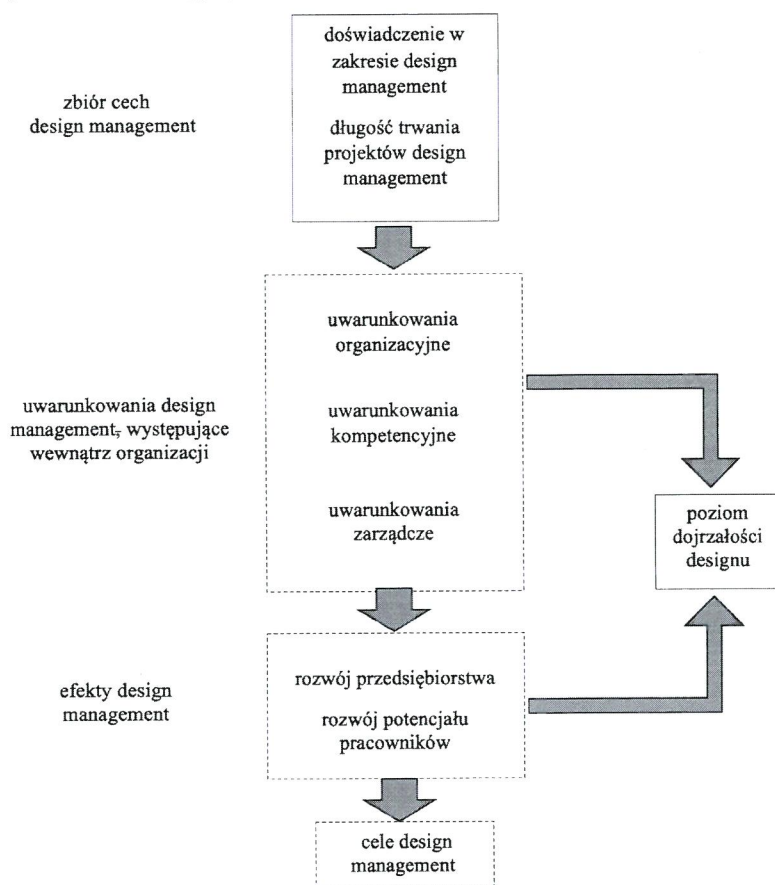 doświadczenie w
zakresie design
management
długość trwania
projektów design
management
zbiór cech
design management
uwarunkowania
organizacyjne
uwarunkowania
kompetencyjne
uwarunkowania
zarządcze
uwarunkowania design
management, występujące
wewnątrz organizacji
poziom
dojrzałości
designu
efekty design
management
rozwój przedsiębiorstwa
rozwój potencjału
pracowników
cele design
management